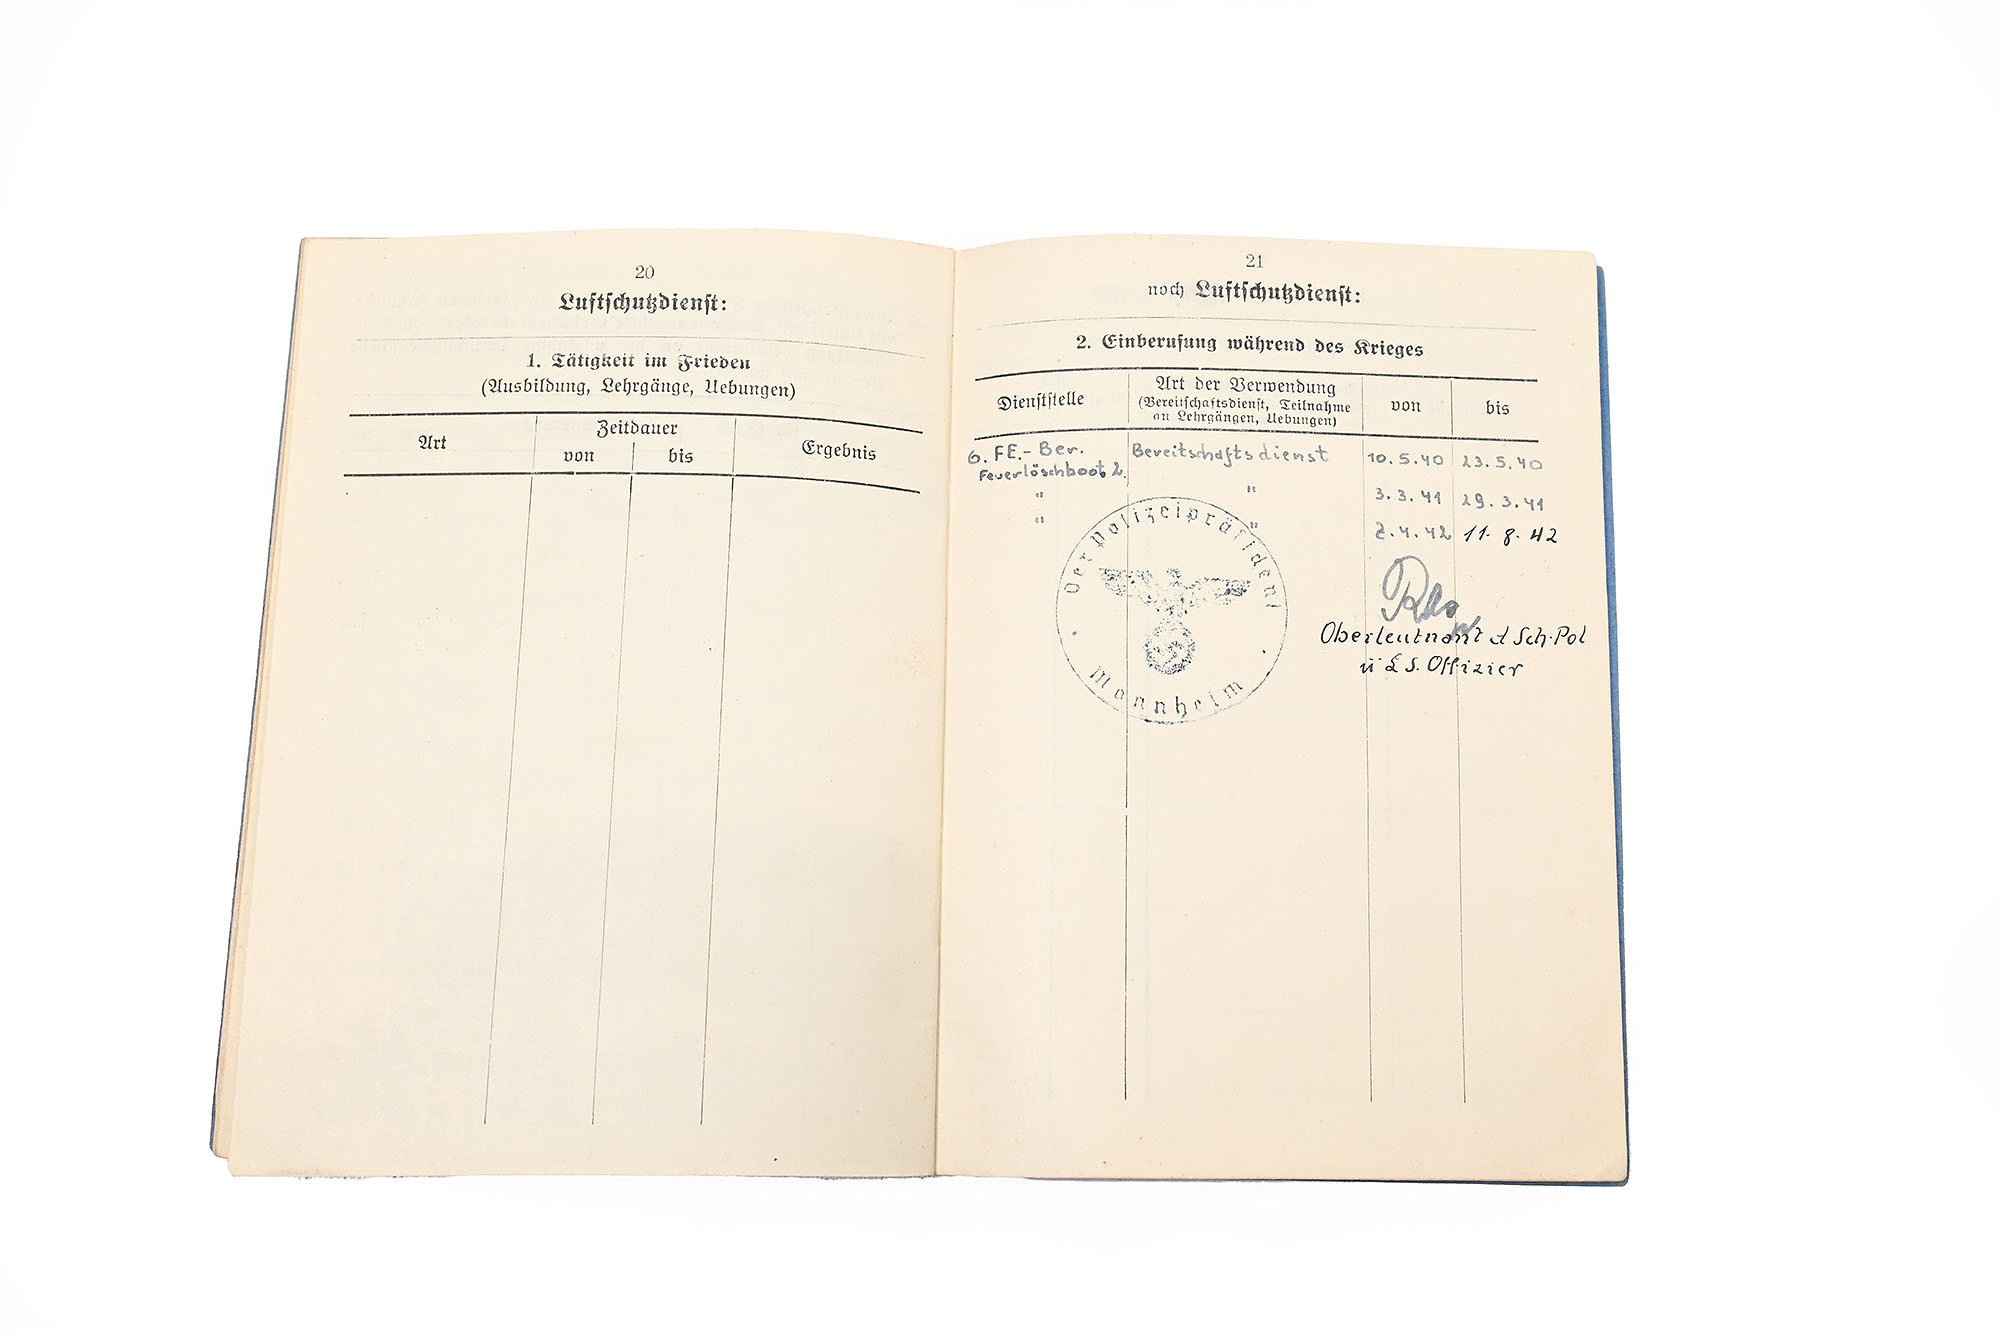 20
Luftschutzdienst:
1. Tätigkeit im Frieden
(Ausbildung, Lehrgänge, Uebungen)
Art Zeitdauer Ergebnis
von bis
21
noch Luftschutzdienst:
2. Einberufung während des Krieges
Dienststelle Art der Verwendung von bis
(Bereitschaftsdienst, Teilnahme
an Lehrgängen, Uebungen)
6. FE.-Ber. Bereitschaftsdienst 10.5.40 23.5.40
Feuerlöschboot 2.
" " 3.3.41 29.3.41
" " 2.4.42 11.8.42
Der Polizeipräsident
Mannheim
Oberleutnant d Sch.Pol
u L S. Offizier